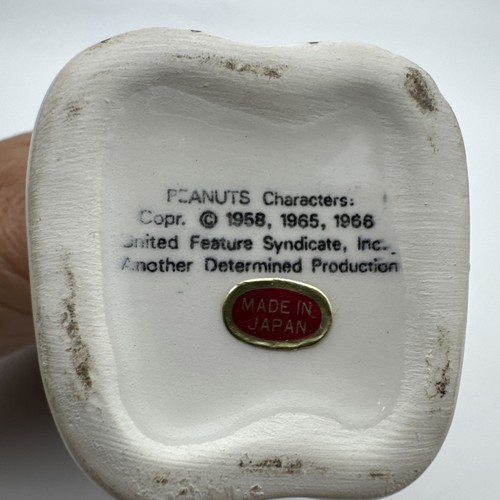 PEANUTS Characters:
Copr. © 1958, 1965, 1966
United Feature Syndicate, Inc.
Another Determined Production
MADE IN
JAPAN